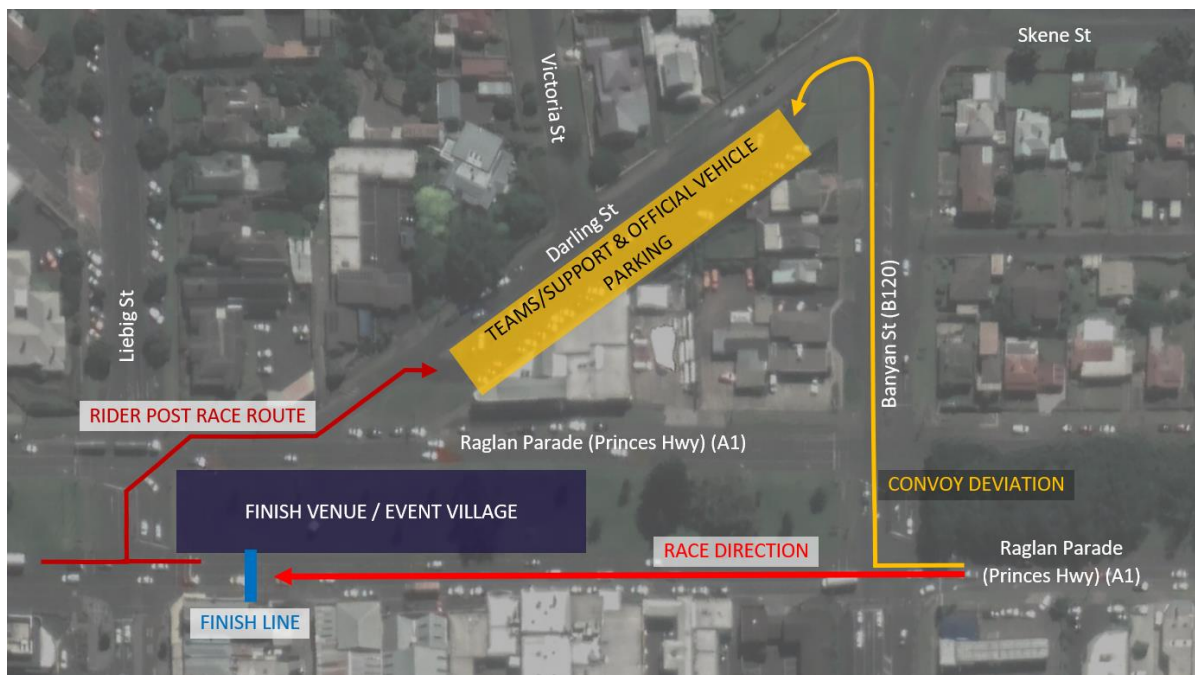 Skene St
Victoria St
TEAMS/SUPPORT & OFFICIAL VEHICLE
PARKING
Darling St
Liebig St
Banyan St (B120)
RIDER POST RACE ROUTE
Raglan Parade (Princes Hwy) (A1)
CONVOY DEVIATION
FINISH VENUE / EVENT VILLAGE
RACE DIRECTION
Raglan Parade
(Princes Hwy) (A1)
FINISH LINE